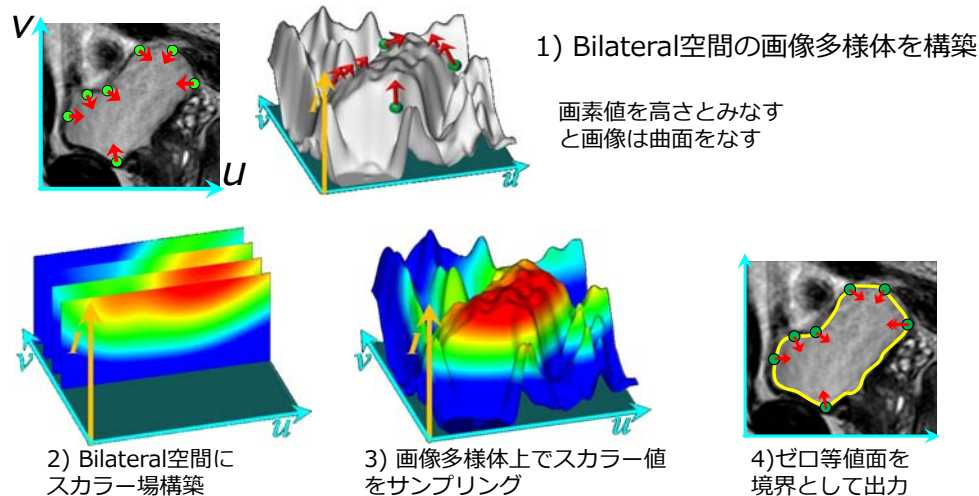 v
u
I
v
u
1) Bilateral空間の画像多様体を構築
画素値を高さとみなす
と画像は曲面をなす
I
v
u
2) Bilateral空間に
スカラー場構築
I
v
u
3) 画像多様体上でスカラー値
をサンプリング
4)ゼロ等値面を
境界として出力